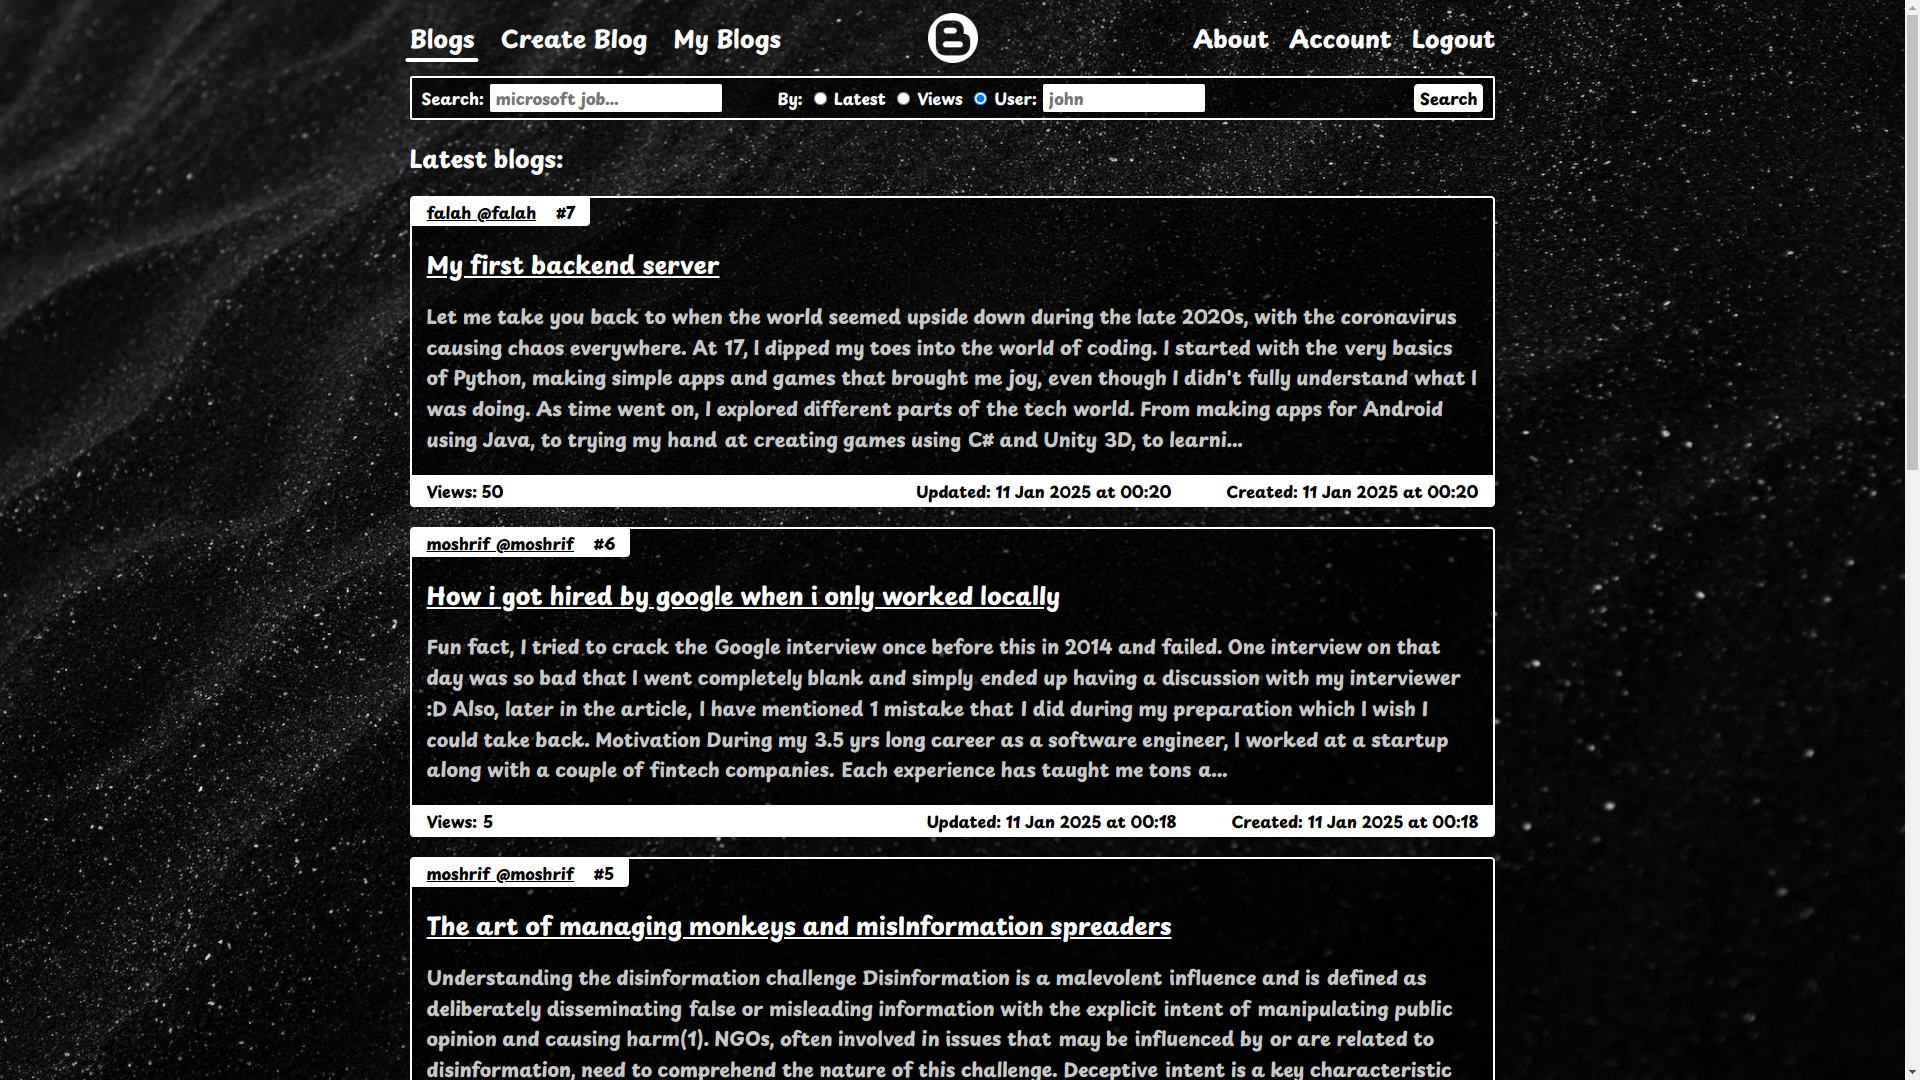 Blogs Create Blog My Blogs B About Account Logout
Search: microsoft job... By: Latest Views User: john Search
Latest blogs:
falah @falah #7
My first backend server
Let me take you back to when the world seemed upside down during the late 2020s, with the coronavirus
causing chaos everywhere. At 17, I dipped my toes into the world of coding. I started with the very basics
of Python, making simple apps and games that brought me joy, even though I didn't fully understand what I
was doing. As time went on, I explored different parts of the tech world. From making apps for Android
using Java, to trying my hand at creating games using C# and Unity 3D, to learni...
Views: 50 Updated: 11 Jan 2025 at 00:20 Created: 11 Jan 2025 at 00:20
moshrif @moshrif #6
How i got hired by google when i only worked locally
Fun fact, I tried to crack the Google interview once before this in 2014 and failed. One interview on that
day was so bad that I went completely blank and simply ended up having a discussion with my interviewer
:D Also, later in the article, I have mentioned 1 mistake that I did during my preparation which I wish I
could take back. Motivation During my 3.5 yrs long career as a software engineer, I worked at a startup
along with a couple of fintech companies. Each experience has taught me tons a...
Views: 5 Updated: 11 Jan 2025 at 00:18 Created: 11 Jan 2025 at 00:18
moshrif @moshrif #5
The art of managing monkeys and misInformation spreaders
Understanding the disinformation challenge Disinformation is a malevolent influence and is defined as
deliberately disseminating false or misleading information with the explicit intent of manipulating public
opinion and causing harm(1). NGOs, often involved in issues that may be influenced by or are related to
disinformation, need to comprehend the nature of this challenge. Deceptive intent is a key characteristic